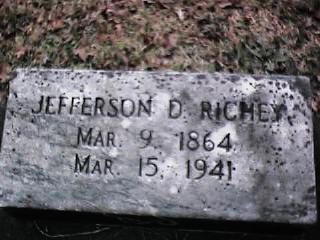 JEFFERSON D. RICHEY
MAR. 9, 1864
MAR. 15, 1941